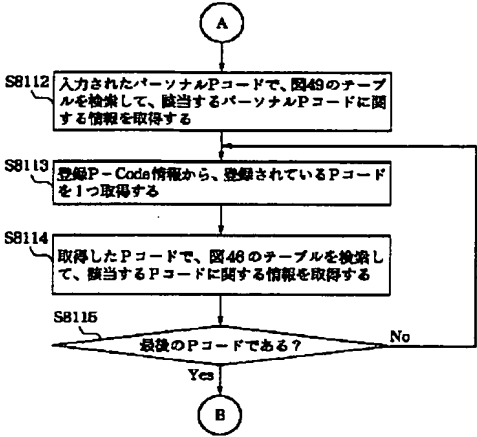 A
S8112
入力されたパーソナルPコードで、図49のテーブ
ルを検索して、該当するパーソナルPコードに関
する情報を取得する
S8113
登録P-Code情報から、登録されているPコード
を1つ取得する
S8114
取得したPコードで、図46のテーブルを検索し
て、該当するPコードに関する情報を取得する
S8115
最後のPコードである?
No
Yes
B